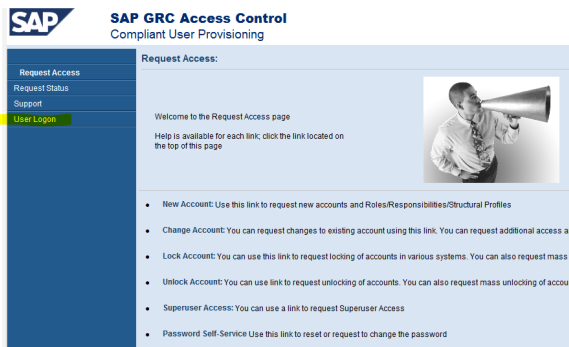 SAP
SAP GRC Access Control
Compliant User Provisioning
Request Access:
Request Access
Request Status
Support
User Logon
Welcome to the Request Access page
Help is available for each link; click the link located on
the top of this page
• New Account: Use this link to request new accounts and Roles/Responsibilities/Structural Profiles
• Change Account: You can request changes to existing account using this link. You can request additional access a
• Lock Account: You can use this link to request locking of accounts in various systems. You can also request mass
• Unlock Account: You can use link to request unlocking of accounts. You can also request mass unlocking of accou
• Superuser Access: You can use a link to request Superuser Access
• Password Self-Service Use this link to reset or request to change the password